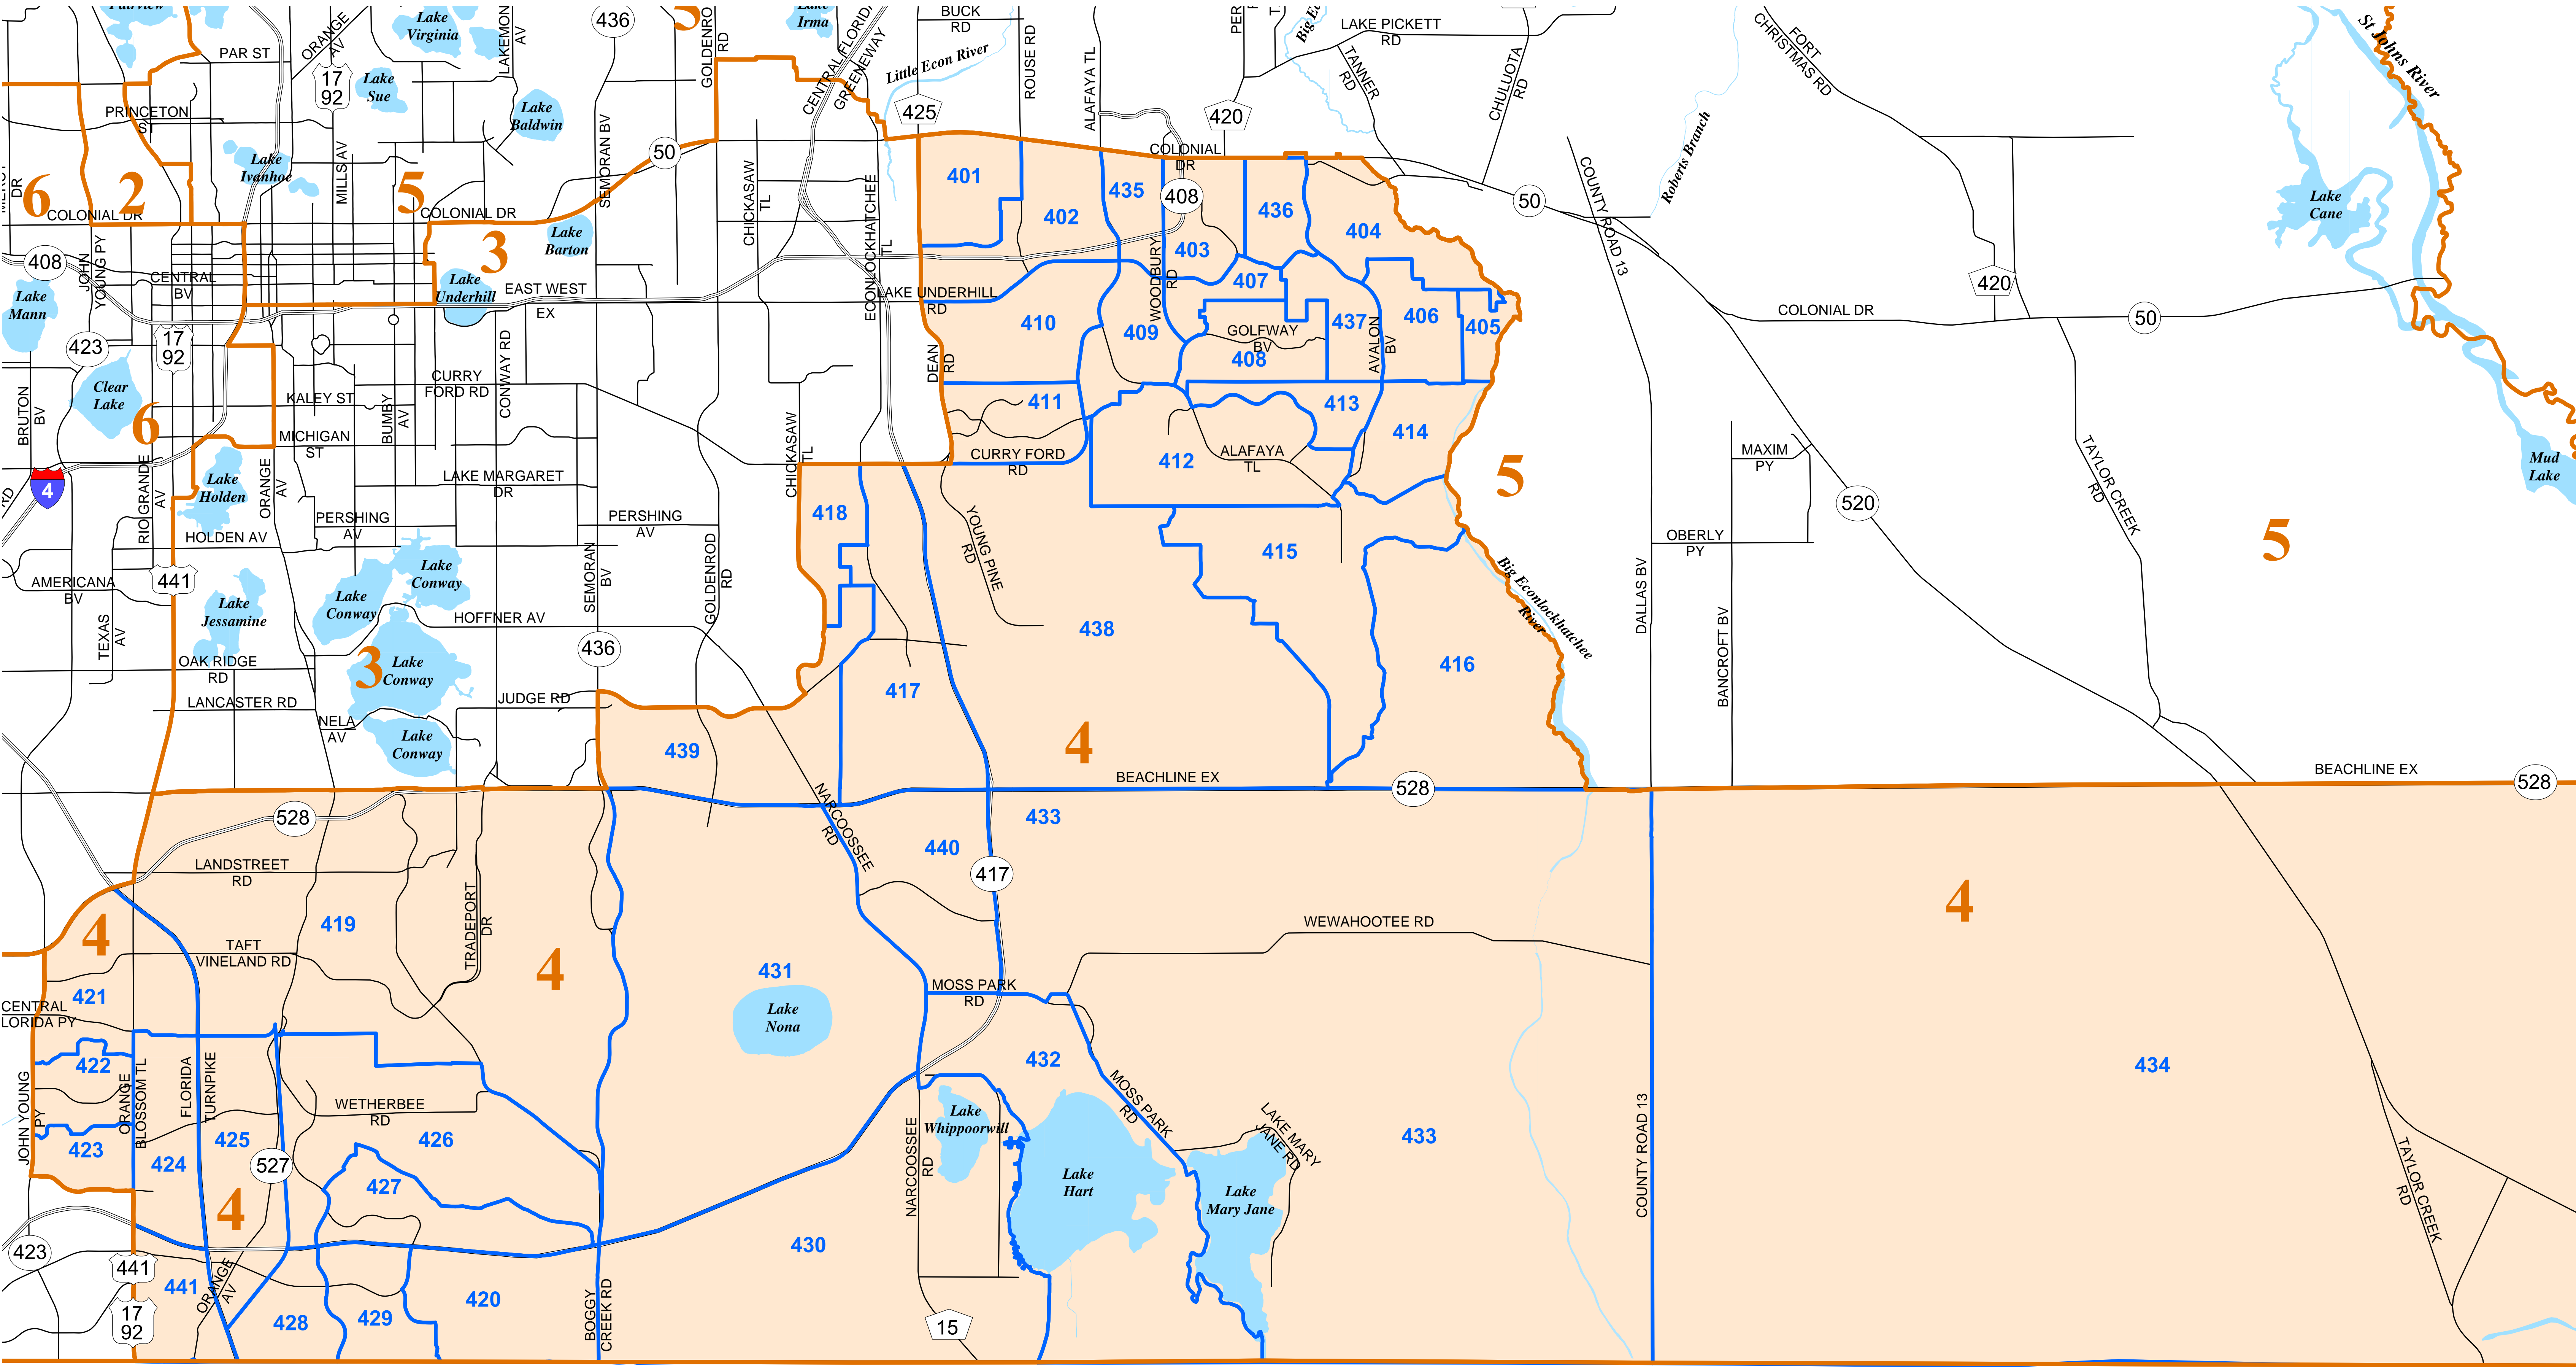 Fairview
Lake
Virginia
LAKEMONT
AV
436
5
GOLDENROD
RD
Lake
Irma
CENTRAL FLORIDA
GREENEWAY
BUCK
RD
ROUSE RD
Little Econ River
ALAFAYA TL
LAKE PICKETT
RD
TANNER
RD
CHULUOTA
RD
FORT
CHRISTMAS RD
St Johns River
PAR ST
ORANGE
AV
17
92
Lake
Sue
Lake
Baldwin
PRINCETON
ST
425
420
SEMORAN BV
50
COLONIAL
DR
Roberts Branch
Lake
Ivanhoe
MILLS AV
6
2
5
COLONIAL DR
COLONIAL DR
CHICKASAW
TL
ECONLOCKHATCHEE
TL
401
402
435
408
436
404
403
50
COUNTY ROAD 13
Lake
Cane
3
Lake
Barton
408
JOHN
YOUNG PY
CENTRAL
BV
Lake
Underhill
EAST WEST
EX
LAKE UNDERHILL
RD
WOODBURY
RD
407
420
Lake
Mann
410
409
GOLFWAY
BV
408
437
AVALON
BV
406
405
COLONIAL DR
50
423
17
92
DEAN
RD
Clear
Lake
CURRY
FORD RD
CONWAY RD
BRUTON
BV
6
KALEY ST
BUMBY
AV
411
413
414
MICHIGAN
ST
CHICKASAW
TL
CURRY FORD
RD
412
ALAFAYA
TL
5
MAXIM
PY
TAYLOR CREEK
RD
Mud
Lake
4
RIO GRANDE
AV
Lake
Holden
ORANGE
AV
LAKE MARGARET
DR
520
418
YOUNG PINE
RD
PERSHING
AV
PERSHING
AV
HOLDEN AV
OBERLY
PY
5
415
AMERICANA
BV
441
Lake
Conway
Lake
Conway
SEMORAN
BV
GOLDENROD
RD
Big Econlockhatchee
River
DALLAS BV
Lake
Jessamine
HOFFNER AV
TEXAS
AV
438
BANCROFT BV
OAK RIDGE
RD
3
Lake
Conway
436
416
LANCASTER RD
JUDGE RD
417
NELA
AV
Lake
Conway
439
4
BEACHLINE EX
528
BEACHLINE EX
528
NARCOOSSEE
RD
528
433
440
LANDSTREET
RD
417
TRADEPORT
DR
4
4
419
WEWAHOOTEE RD
TAFT
VINELAND RD
4
431
MOSS PARK
RD
421
CENTRAL
LORIDA PY
Lake
Nona
422
432
434
JOHN YOUNG
PY
ORANGE
BLOSSOM TL
FLORIDA
TURNPIKE
WETHERBEE
RD
MOSS PARK
RD
Lake
Whippoorwill
LAKE MARY
JANE RD
433
COUNTY ROAD 13
423
425
426
424
527
427
NARCOOSSEE
RD
Lake
Hart
Lake
Mary Jane
TAYLOR CREEK
RD
4
423
430
441
441
ORANGE
AV
420
BOGGY
CREEK RD
17
92
428
429
15